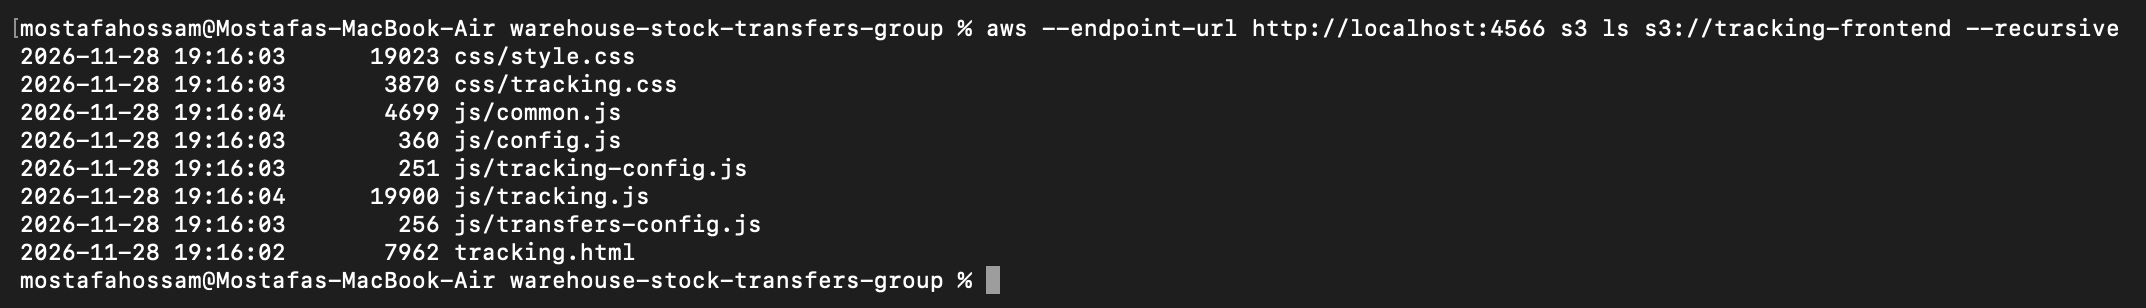 [mostafahossam@Mostafas-MacBook-Air warehouse-stock-transfers-group % aws --endpoint-url http://localhost:4566 s3 ls s3://tracking-frontend --recursive
2026-11-28 19:16:03      19023 css/style.css
2026-11-28 19:16:03       3870 css/tracking.css
2026-11-28 19:16:04       4699 js/common.js
2026-11-28 19:16:03        360 js/config.js
2026-11-28 19:16:03        251 js/tracking-config.js
2026-11-28 19:16:04      19900 js/tracking.js
2026-11-28 19:16:03        256 js/transfers-config.js
2026-11-28 19:16:02       7962 tracking.html
mostafahossam@Mostafas-MacBook-Air warehouse-stock-transfers-group %